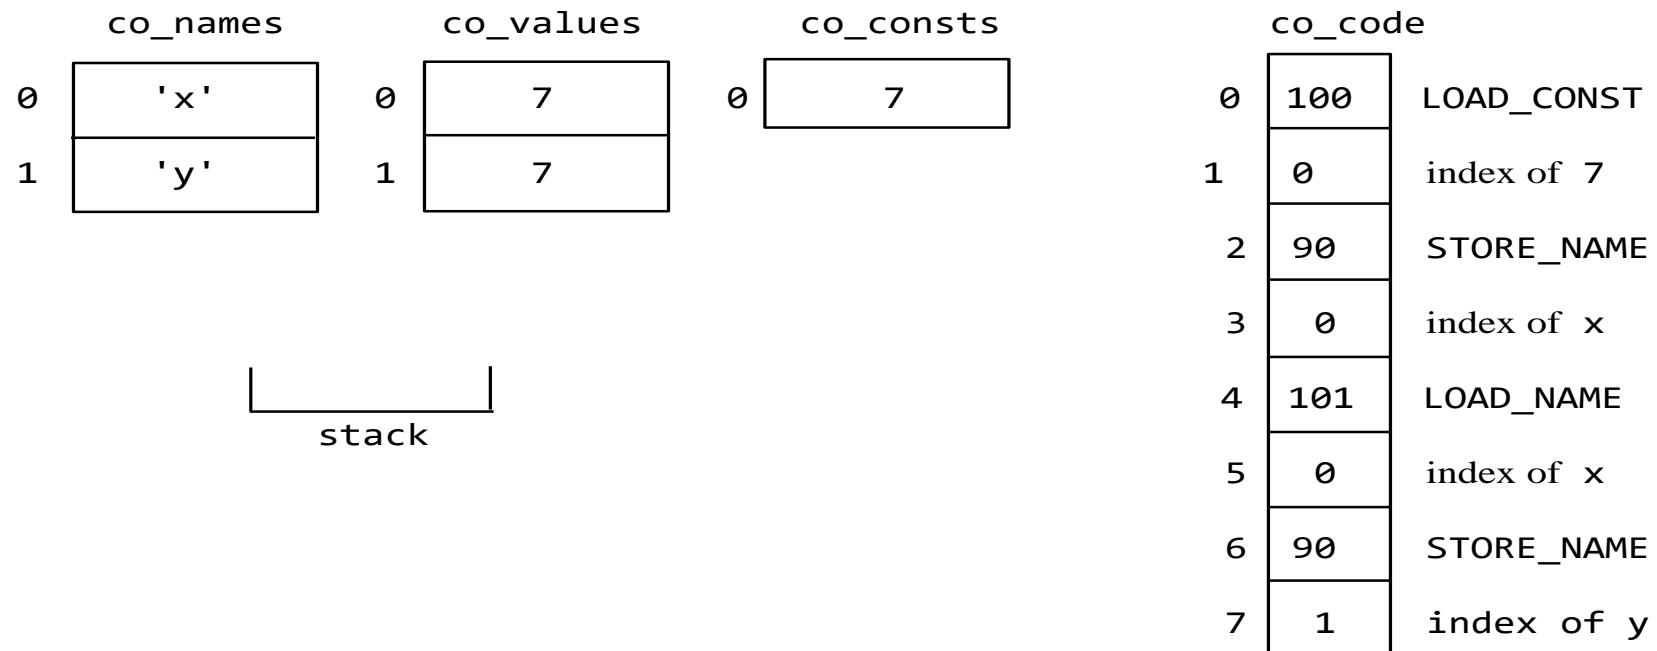 co_names co_values co_consts co_code
0 'x' 0 7 0 7 0 100 LOAD_CONST
1 'y' 1 7 1 0 index of 7
2 90 STORE_NAME
3 0 index of x
4 101 LOAD_NAME
stack
5 0 index of x
6 90 STORE_NAME
7 1 index of y